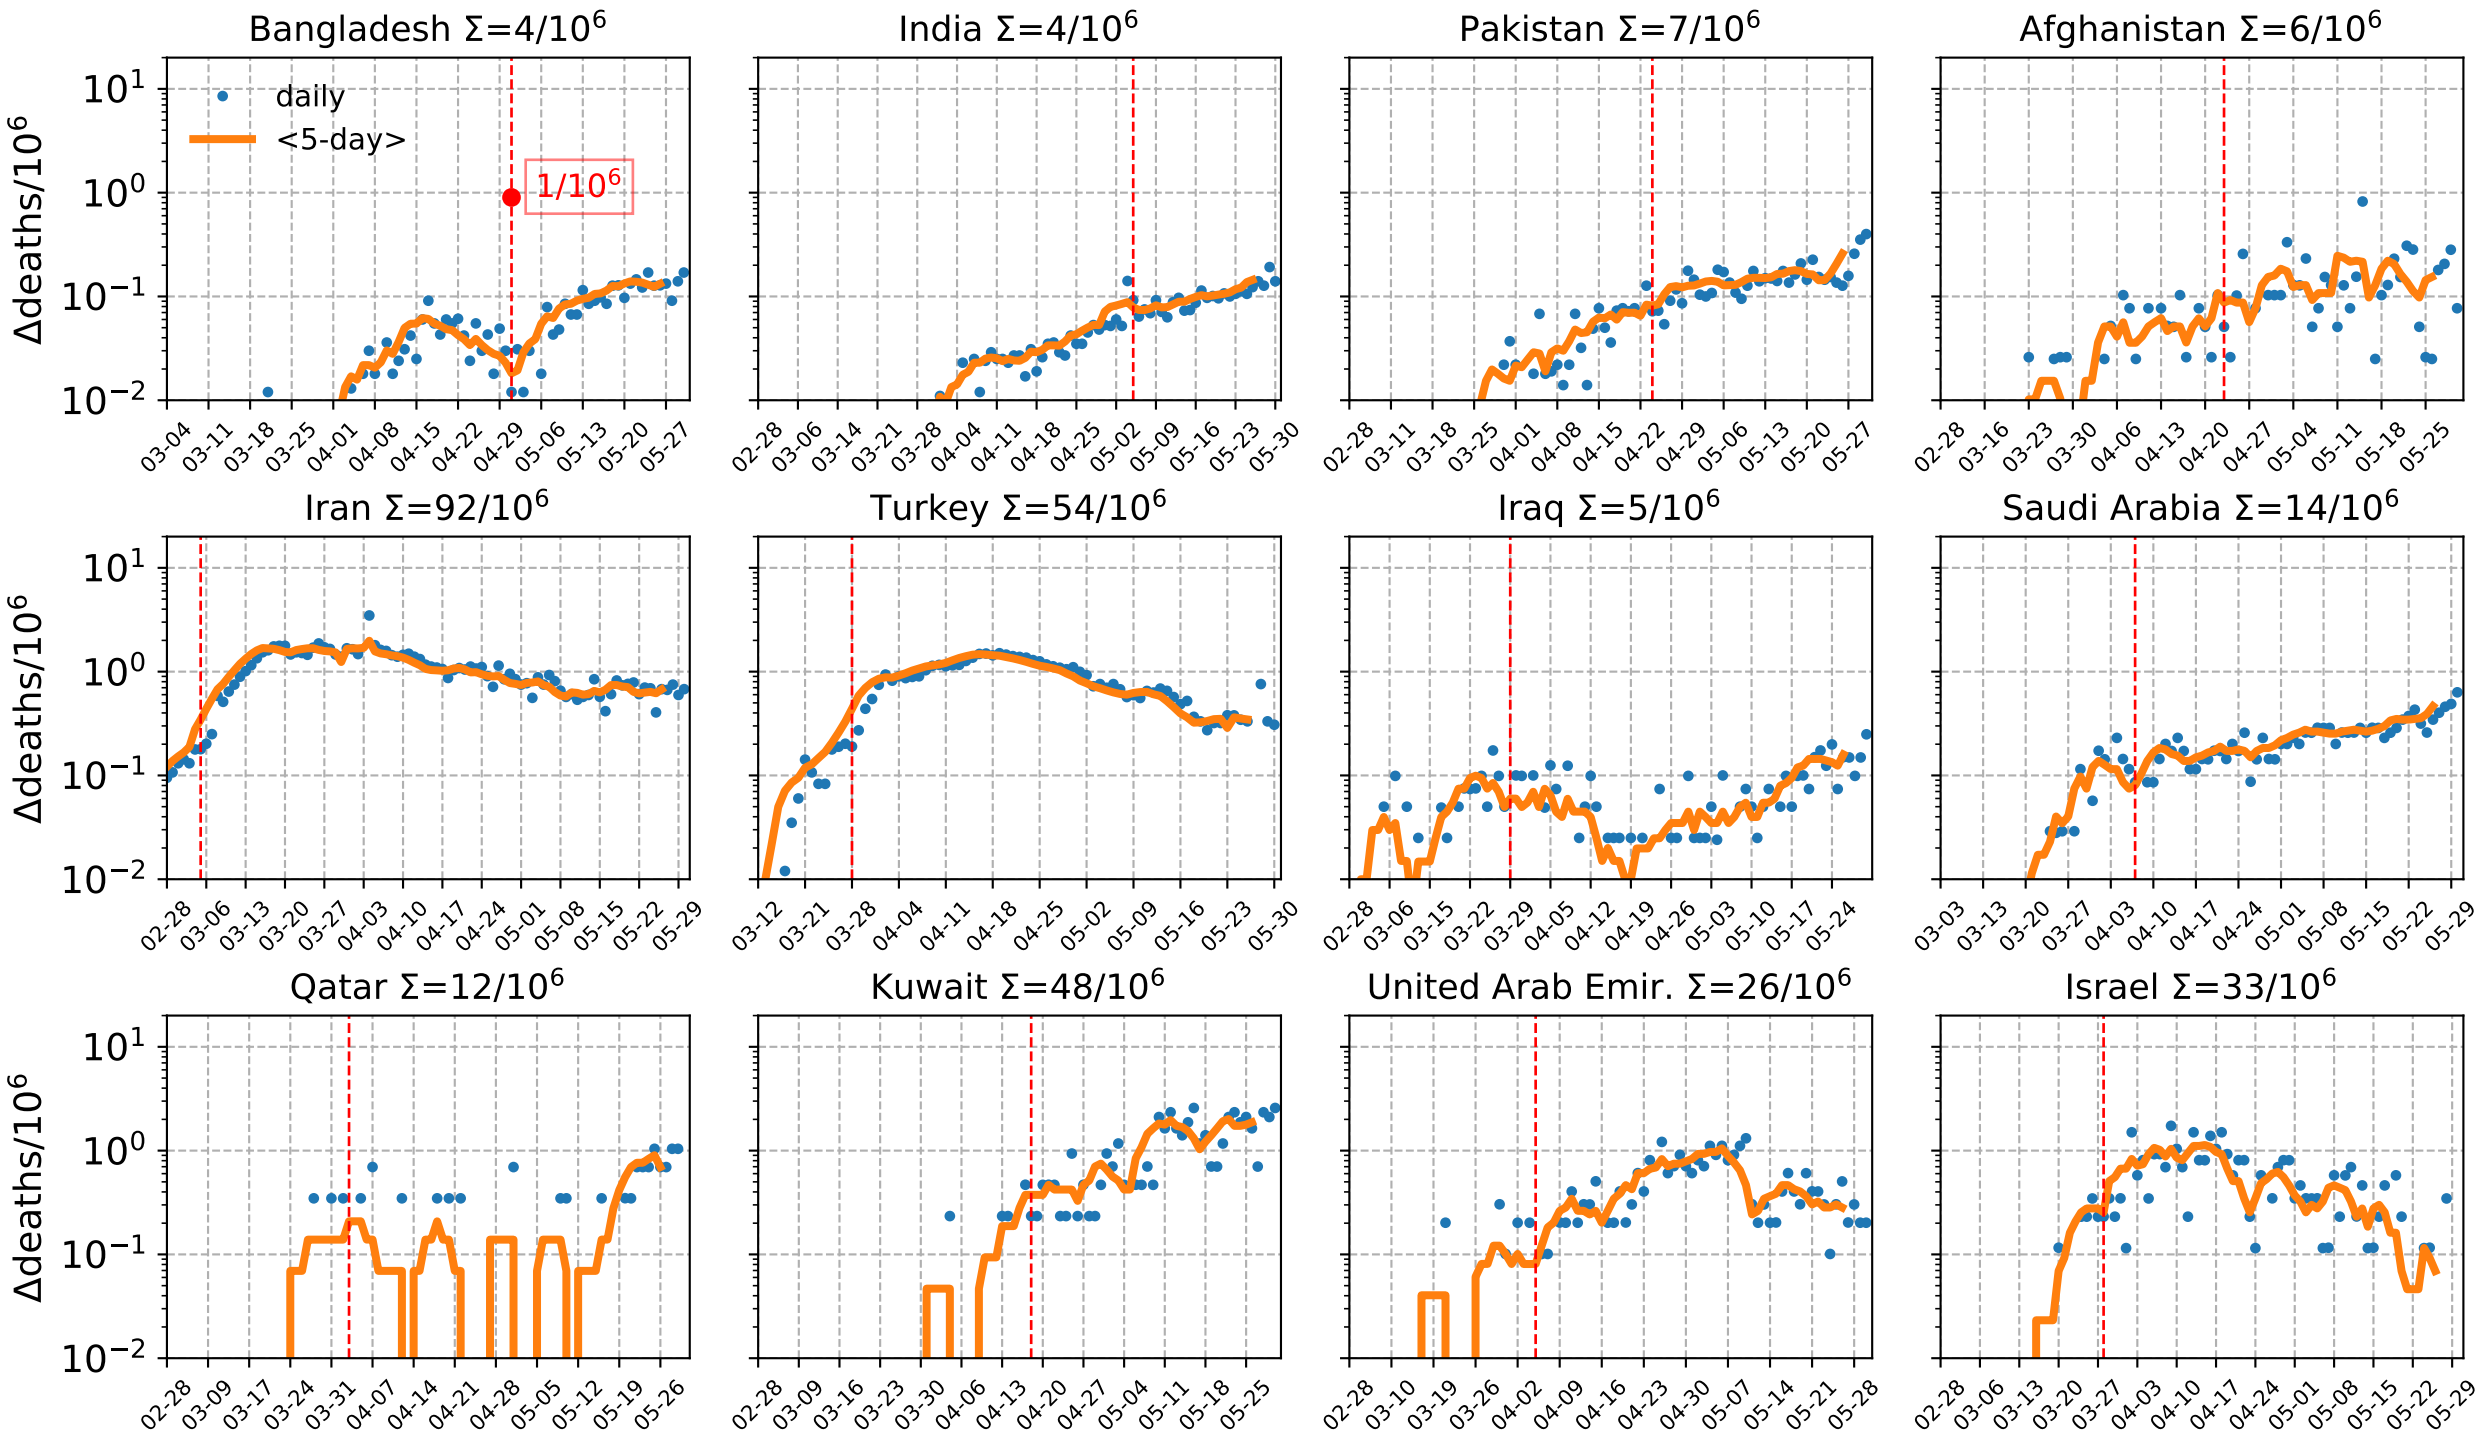 Bangladesh Σ=4/10⁶
India Σ=4/10⁶
Pakistan Σ=7/10⁶
Afghanistan Σ=6/10⁶
Δdeaths/10⁶
10¹
10⁰
10⁻¹
10⁻²
daily
<5-day>
1/10⁶
03-04 03-11 03-18 03-25 04-01 04-08 04-15 04-22 04-29 05-06 05-13 05-20 05-27
02-28 03-06 03-14 03-21 03-28 04-04 04-11 04-18 04-25 05-02 05-09 05-16 05-23 05-30
02-28 03-11 03-18 03-25 04-01 04-08 04-15 04-22 04-29 05-06 05-13 05-20 05-27
02-28 03-16 03-23 03-30 04-06 04-13 04-20 04-27 05-04 05-11 05-18 05-25
Iran Σ=92/10⁶
Turkey Σ=54/10⁶
Iraq Σ=5/10⁶
Saudi Arabia Σ=14/10⁶
Δdeaths/10⁶
10¹
10⁰
10⁻¹
10⁻²
02-28 03-06 03-13 03-20 03-27 04-03 04-10 04-17 04-24 05-01 05-08 05-15 05-22 05-29
03-12 03-21 03-28 04-04 04-11 04-18 04-25 05-02 05-09 05-16 05-23 05-30
02-28 03-06 03-15 03-22 03-29 04-05 04-12 04-19 04-26 05-03 05-10 05-17 05-24
03-03 03-13 03-20 03-27 04-03 04-10 04-17 04-24 05-01 05-08 05-15 05-22 05-29
Qatar Σ=12/10⁶
Kuwait Σ=48/10⁶
United Arab Emir. Σ=26/10⁶
Israel Σ=33/10⁶
Δdeaths/10⁶
10¹
10⁰
10⁻¹
10⁻²
02-28 03-09 03-17 03-24 03-31 04-07 04-14 04-21 04-28 05-05 05-12 05-19 05-26
02-28 03-09 03-16 03-23 03-30 04-06 04-13 04-20 04-27 05-04 05-11 05-18 05-25
02-28 03-10 03-19 03-26 04-02 04-09 04-16 04-23 04-30 05-07 05-14 05-21 05-28
02-28 03-06 03-13 03-20 03-27 04-03 04-10 04-17 04-24 05-01 05-08 05-15 05-22 05-29